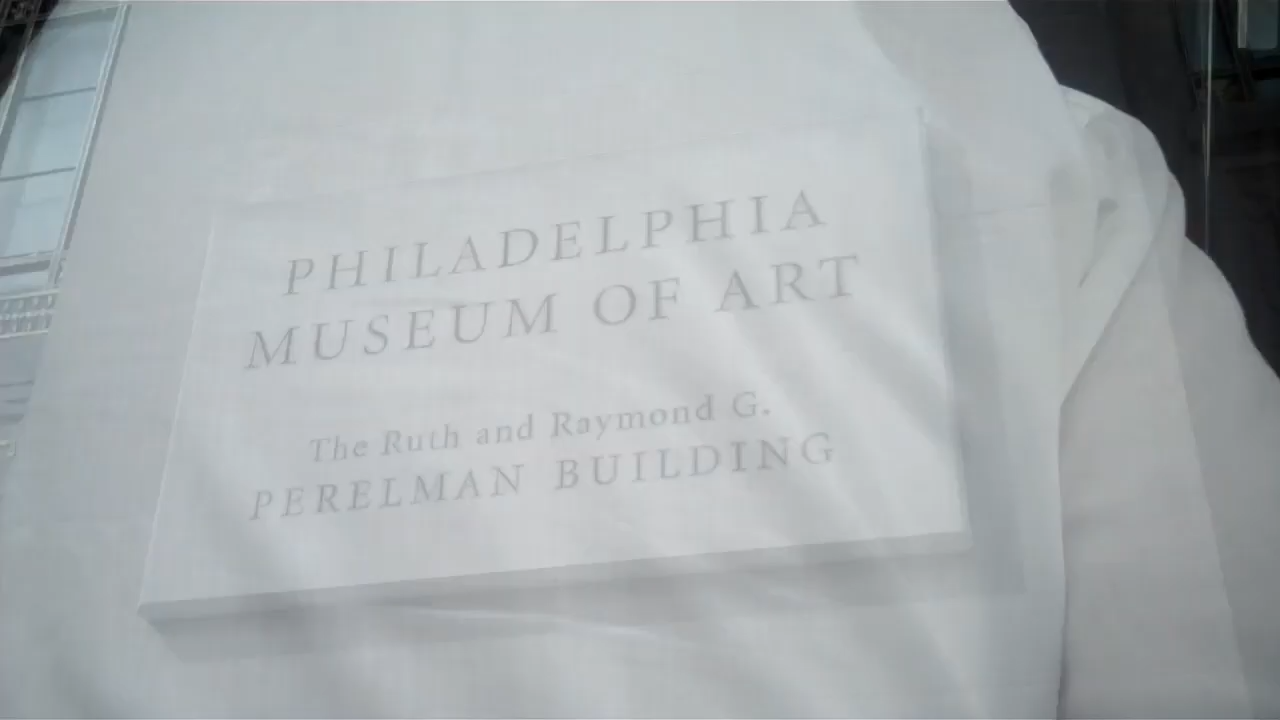 PHILADELPHIA
MUSEUM OF ART
The Ruth and Raymond G.
PERELMAN BUILDING